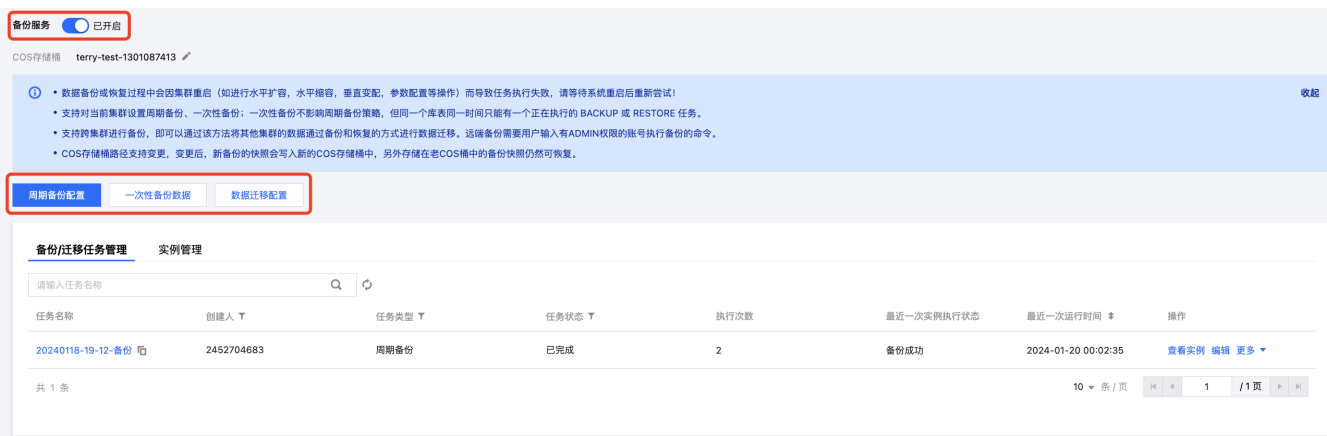 备份服务 已开启
COS存储桶 terry-test-1301087413
• 数据备份或恢复过程中会因集群重启（如进行水平扩容，水平缩容，垂直变配，参数配置等操作）而导致任务执行失败，请等待系统重启后重新尝试！ 收起
• 支持对当前集群设置周期备份、一次性备份；一次性备份不影响周期备份策略，但同一个库表同一时间只能有一个正在执行的 BACKUP 或 RESTORE 任务。
• 支持跨集群进行备份，即可以通过该方法将其他集群的数据通过备份和恢复的方式进行数据迁移。远端备份需要用户输入有ADMIN权限的账号执行备份的命令。
• COS存储桶路径支持变更，变更后，新备份的快照会写入新的COS存储桶中，另外存储在老COS桶中的备份快照仍然可恢复。
周期备份配置 一次性备份数据 数据迁移配置
备份/迁移任务管理 实例管理
请输入任务名称
任务名称 创建人 任务类型 任务状态 执行次数 最近一次实例执行状态 最近一次运行时间 操作
20240118-19-12-备份 2452704683 周期备份 已完成 2 备份成功 2024-01-20 00:02:35 查看实例 编辑 更多
共 1 条 10 条 / 页 1 / 1 页